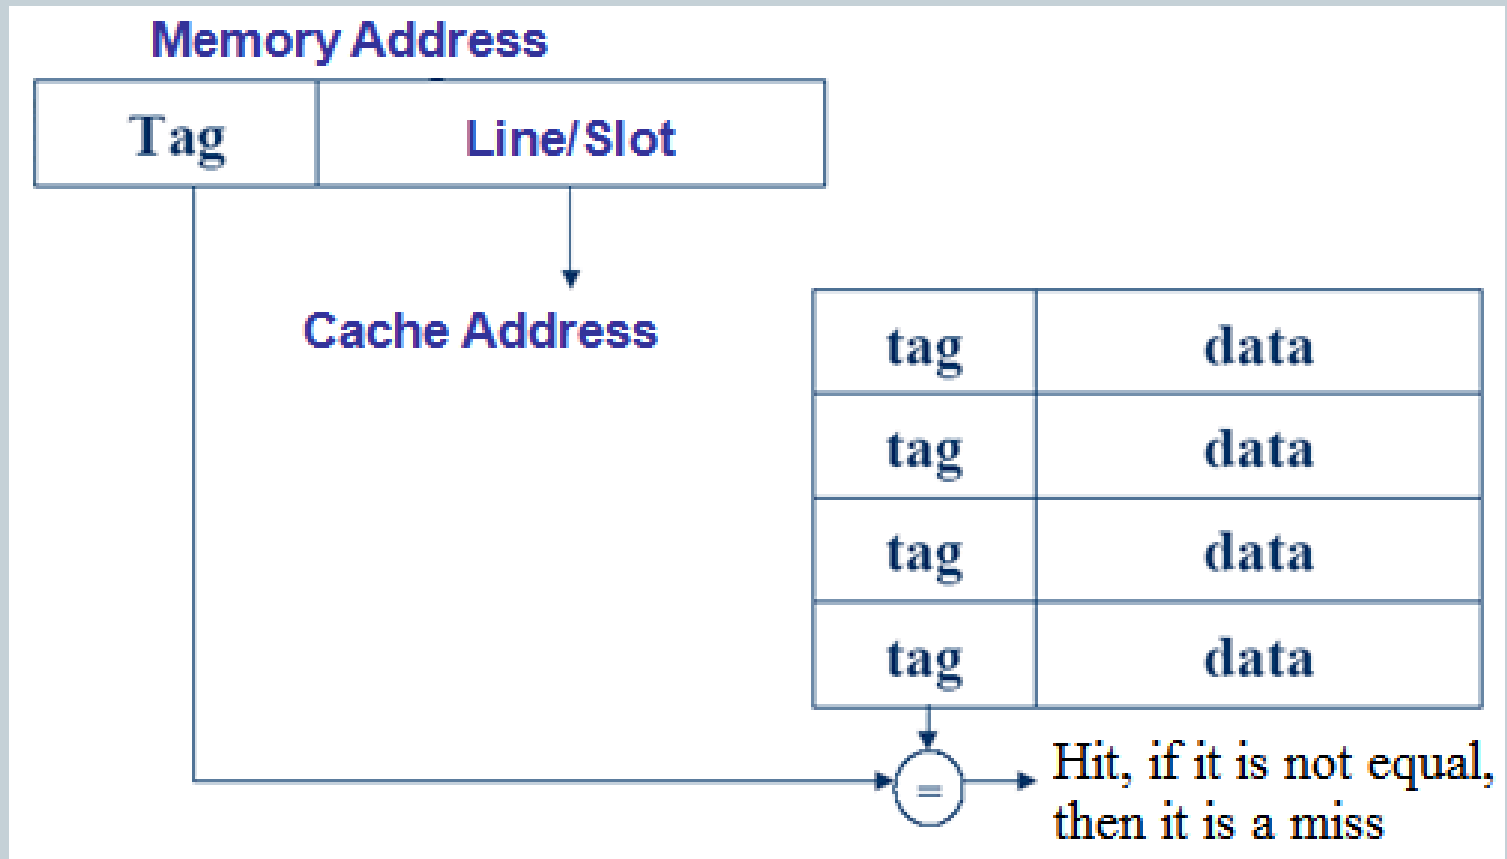 Memory Address
Tag
Line/Slot
Cache Address
tag data
tag data
tag data
tag data
=
Hit, if it is not equal,
then it is a miss